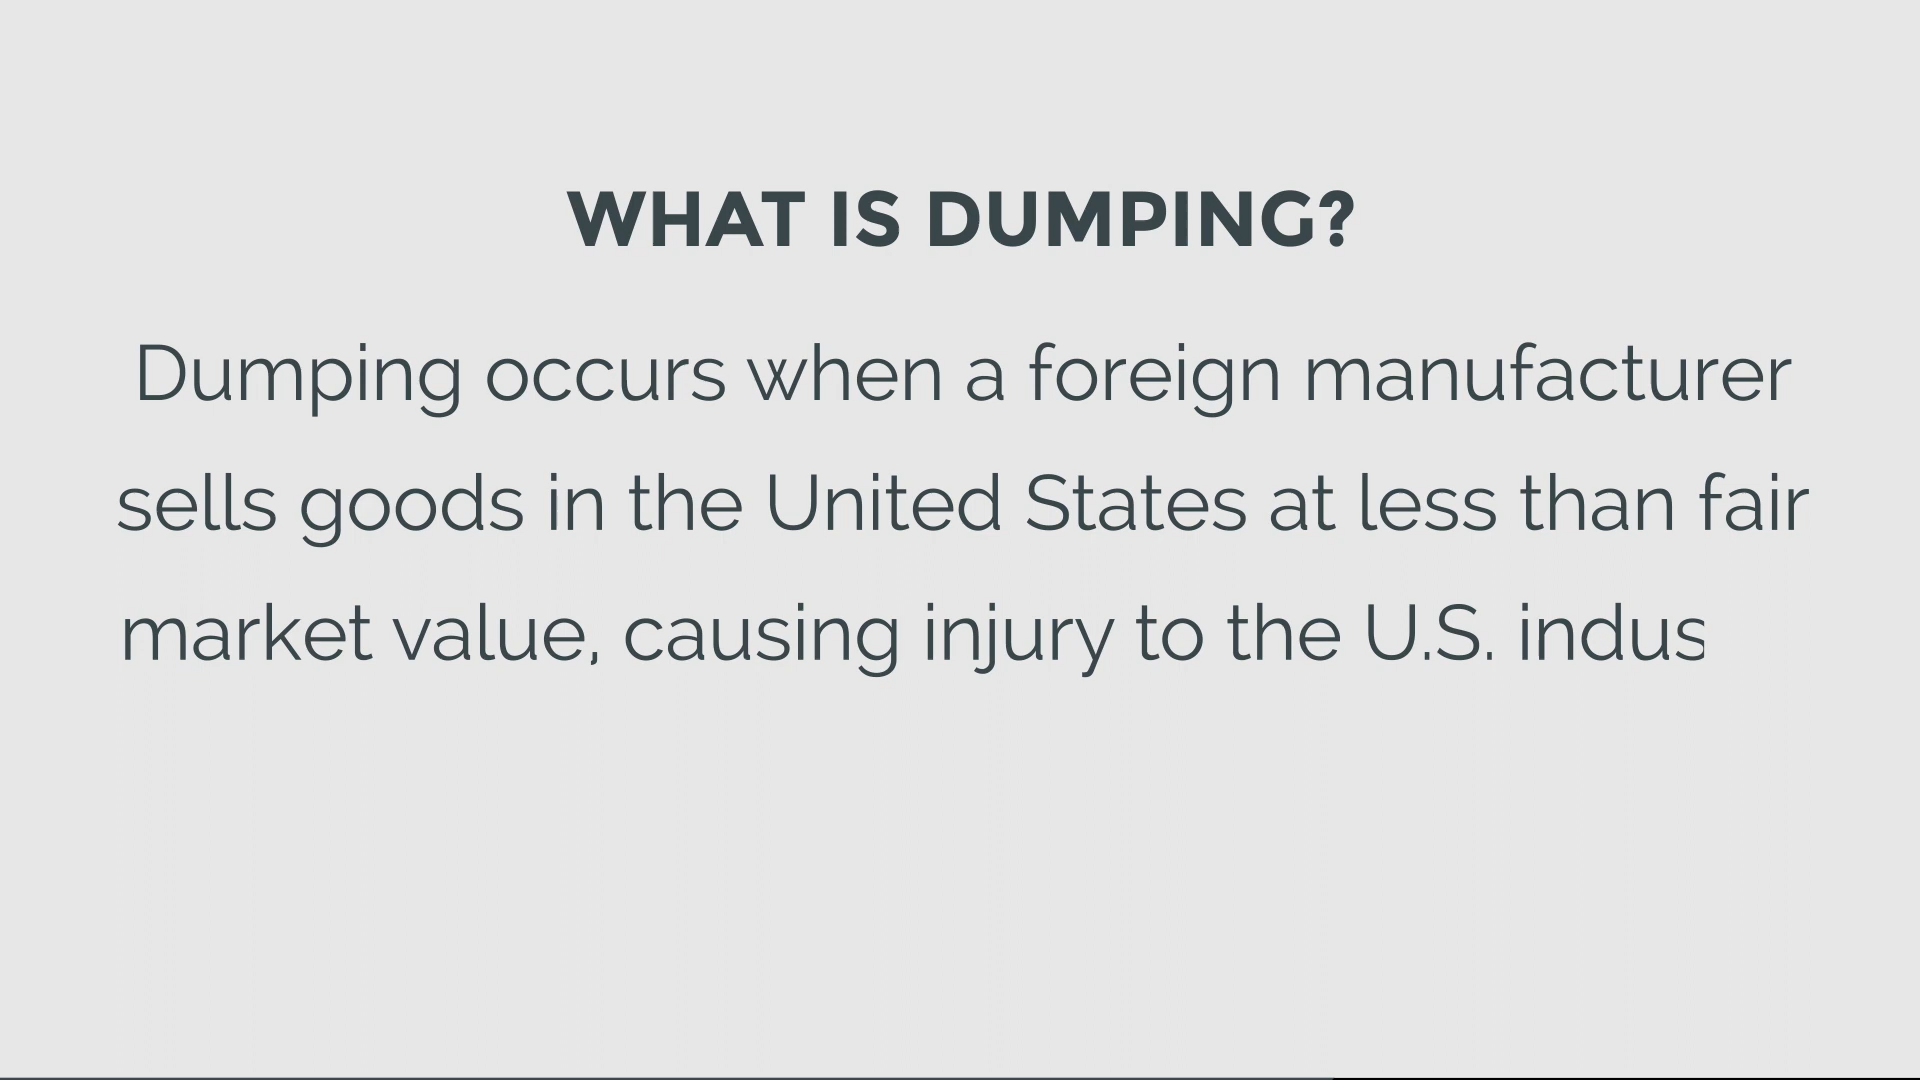 WHAT IS DUMPING?
Dumping occurs when a foreign manufacturer
sells goods in the United States at less than fair
market value, causing injury to the U.S. indus